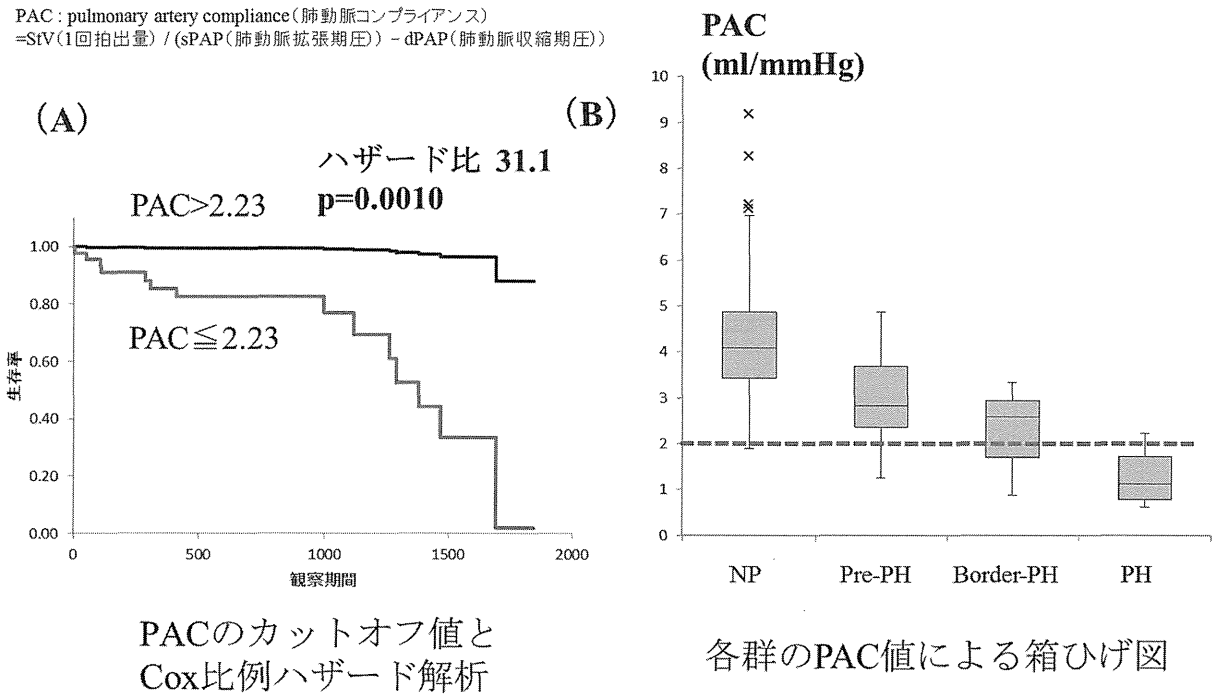 PAC : pulmonary artery compliance(肺動脈コンプライアンス)
=StV(1回拍出量) / (sPAP(肺動脈拡張期圧)) - dPAP(肺動脈収縮期圧))
(A)
ハザード比 31.1
p=0.0010
PAC>2.23
PAC≦2.23
生存率
1.00
0.80
0.60
0.40
0.20
0.00
0
500
1000
1500
2000
観察期間
PACのカットオフ値と
Cox比例ハザード解析
(B)
PAC
(ml/mmHg)
10
9
8
7
6
5
4
3
2
1
0
NP
Pre-PH
Border-PH
PH
各群のPAC値による箱ひげ図